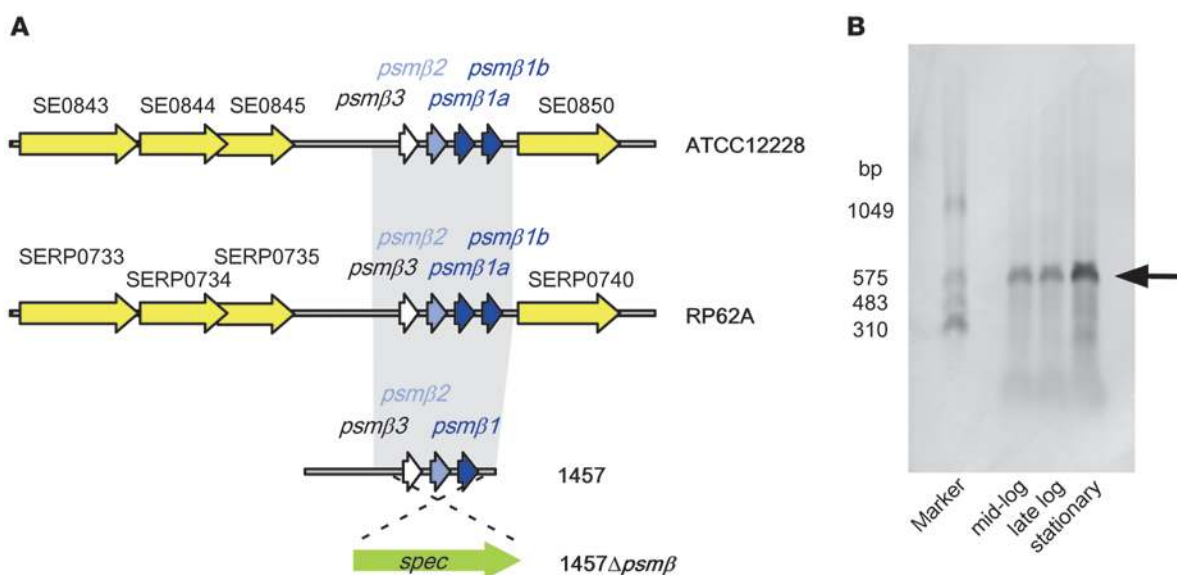 A
psmβ2 psmβ1b
SE0843 SE0844 SE0845 psmβ3 psmβ1a SE0850
ATCC12228
psmβ2 psmβ1b
SERP0733 SERP0735 psmβ3 psmβ1a SERP0740
SERP0734
RP62A
psmβ2
psmβ3 psmβ1
1457
spec 1457Δpsmβ
B
bp
1049
575
483
310
Marker mid-log late log stationary